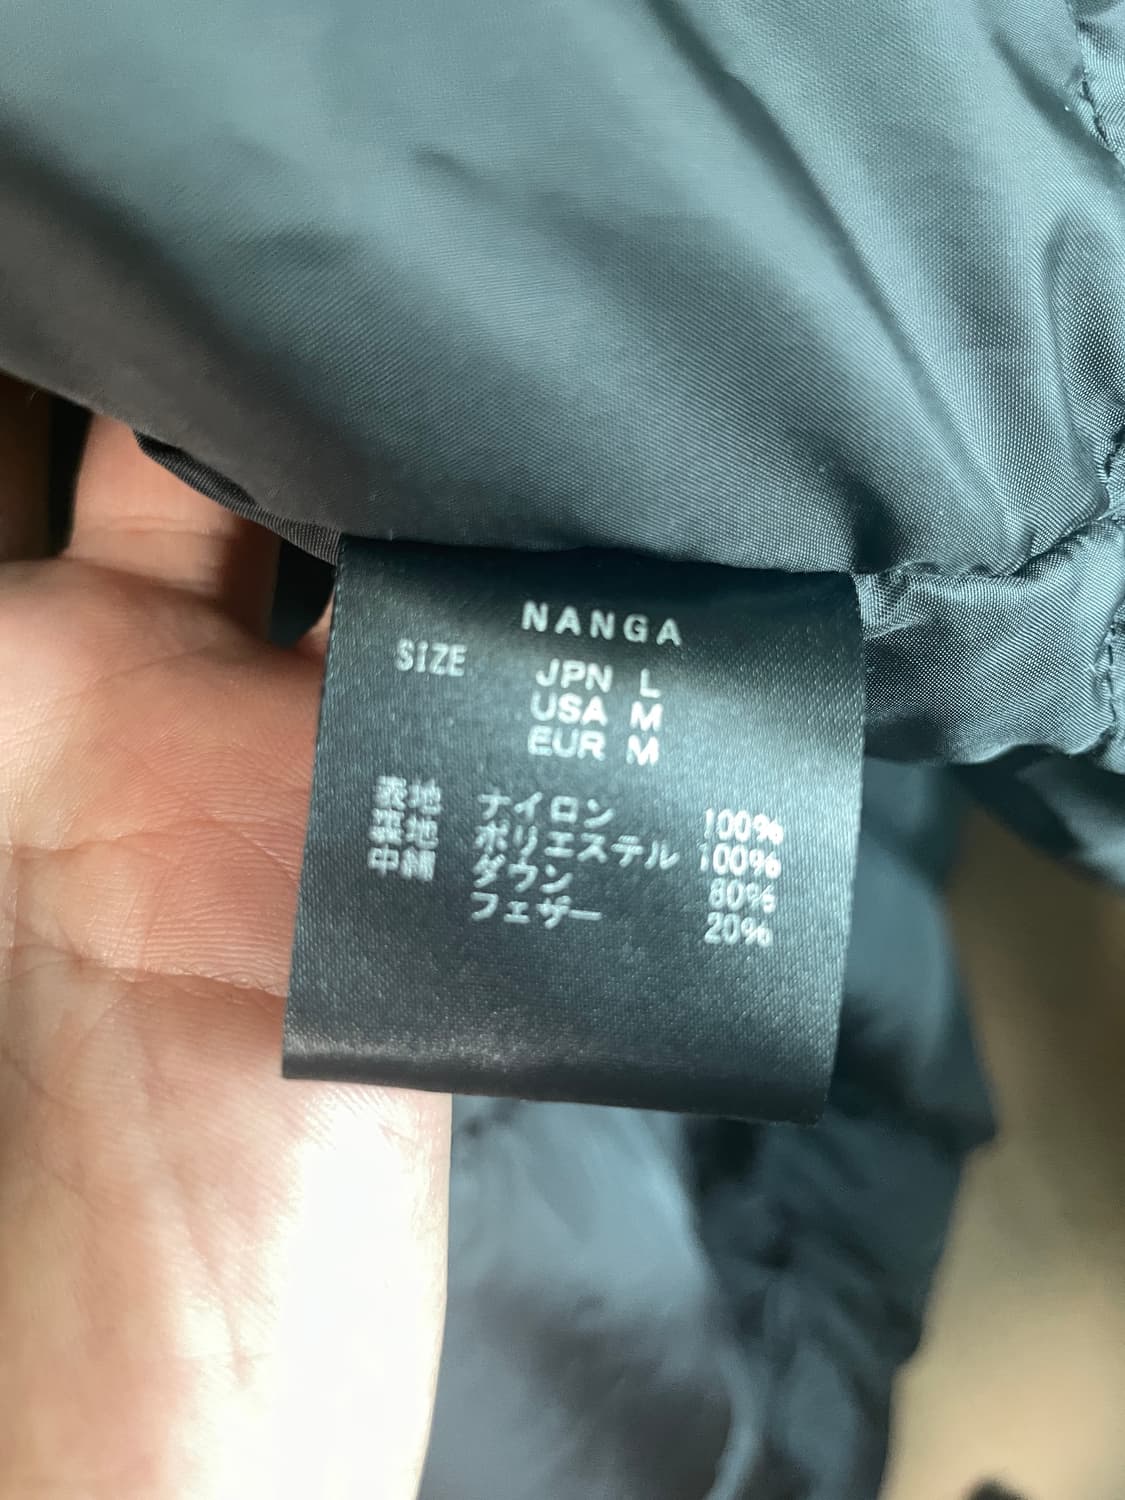 NANGA
SIZE JPN L
USA M
EUR M
表地 ナイロン 100%
裏地 ポリエステル 100%
中綿 ダウン 80%
フェザー 20%